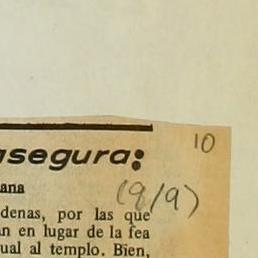 10
asegura:
ana
(9/9)
denas, por las que
an en lugar de la fea
ual al templo. Bien,